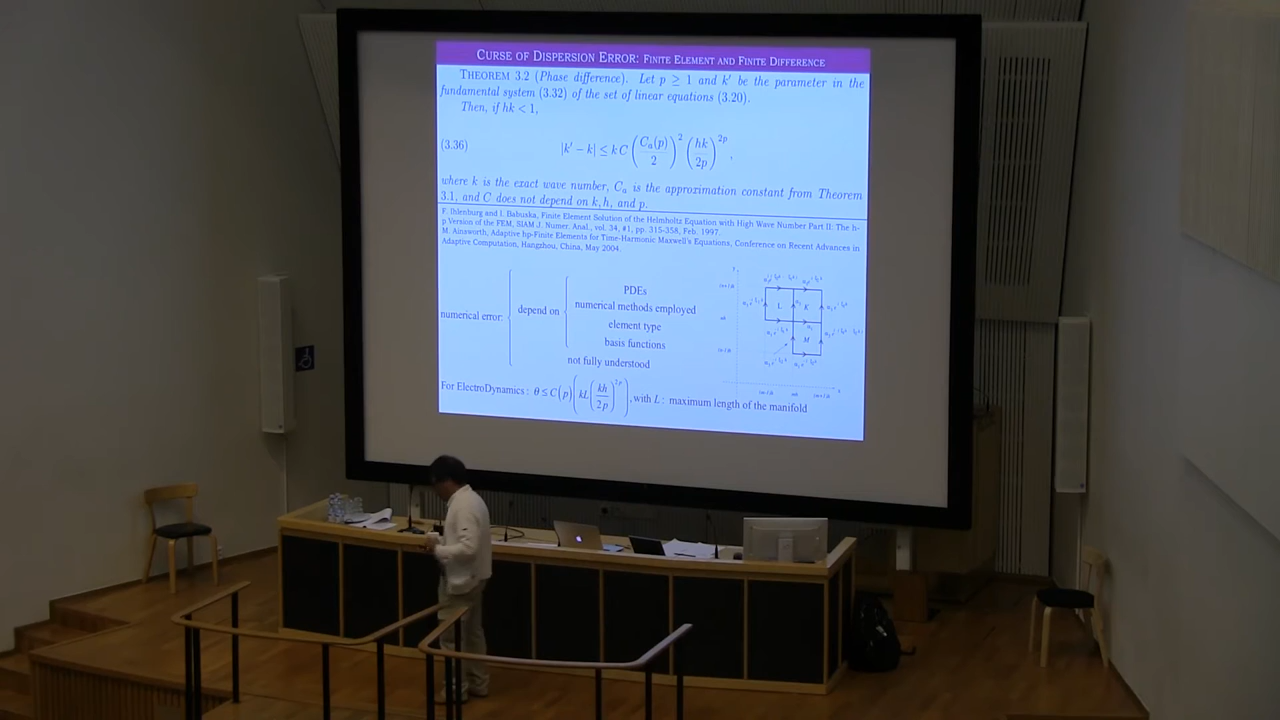 CURSE OF DISPERSION ERROR: FINITE ELEMENT AND FINITE DIFFERENCE
THEOREM 3.2 (Phase difference). Let p ≥ 1 and k′ be the parameter in the
fundamental system (3.32) of the set of linear equations (3.20).
Then, if hk < 1,
(3.36) |k′ − k| ≤ k C (C_a(p)/2)^2 (hk/2p)^{2p},
where k is the exact wave number, C_a is the approximation constant from Theorem
3.1, and C does not depend on k, h, and p.
F. Ihlenburg and I. Babuska, Finite Element Solution of the Helmholtz Equation with High Wave Number Part II: The h-
p Version of the FEM, SIAM J. Numer. Anal., vol. 34, #1, pp. 315-358, Feb. 1997.
M. Ainsworth, Adaptive hp-Finite Elements for Time-Harmonic Maxwell's Equations, Conference on Recent Advances in
Adaptive Computation, Hangzhou, China, May 2004.
numerical error:
depend on
PDEs
numerical methods employed
element type
basis functions
not fully understood
L
K
M
For ElectroDynamics : θ ≤ C(p)(kL(kh/2p)^{2p}), with L : maximum length of the manifold